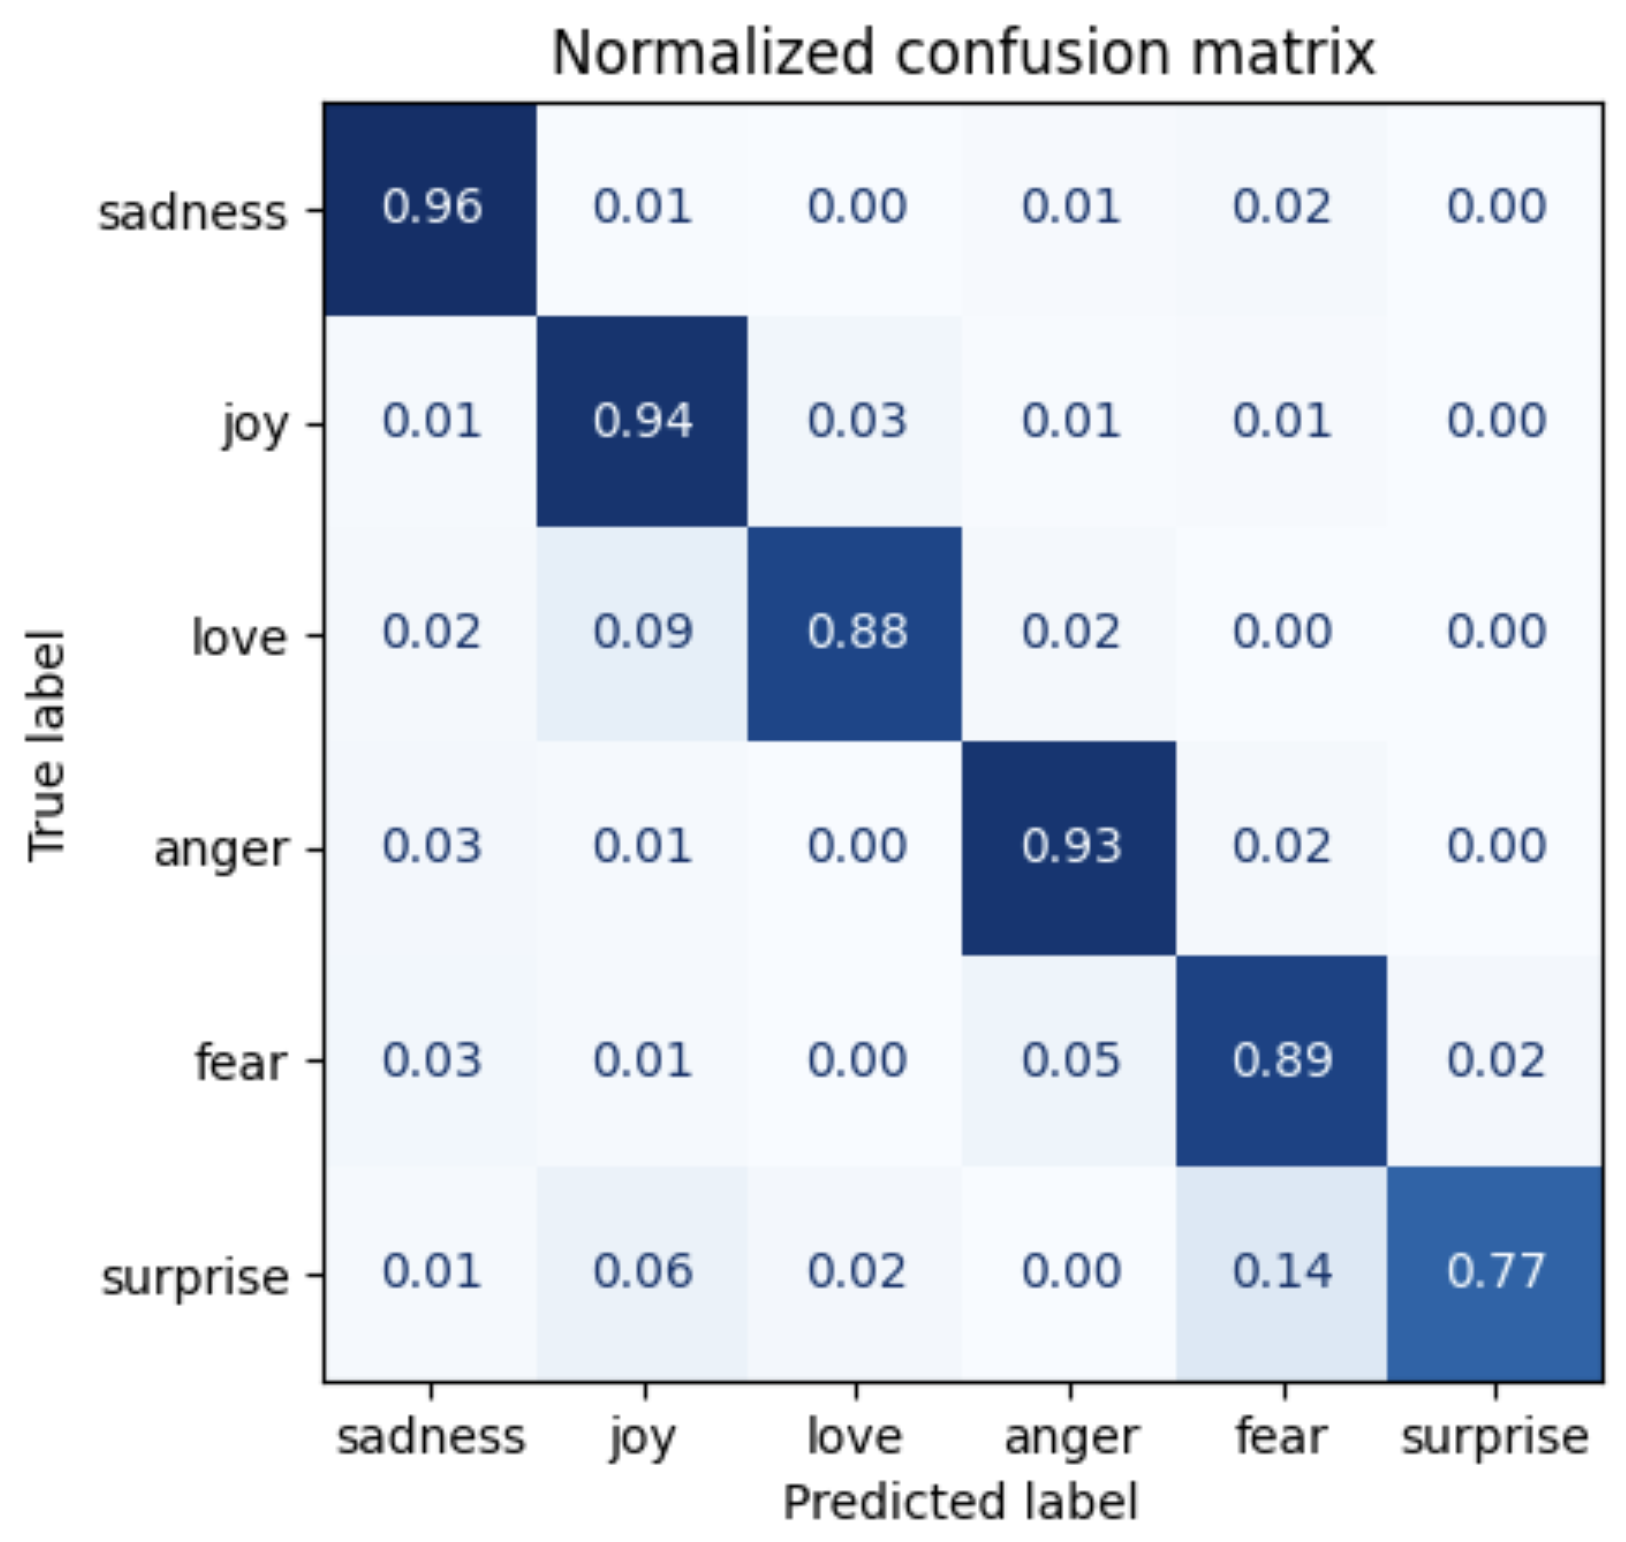 Normalized confusion matrix
sadness 0.96 0.01 0.00 0.01 0.02 0.00
joy 0.01 0.94 0.03 0.01 0.01 0.00
love 0.02 0.09 0.88 0.02 0.00 0.00
anger 0.03 0.01 0.00 0.93 0.02 0.00
fear 0.03 0.01 0.00 0.05 0.89 0.02
surprise 0.01 0.06 0.02 0.00 0.14 0.77
True label
sadness joy love anger fear surprise
Predicted label